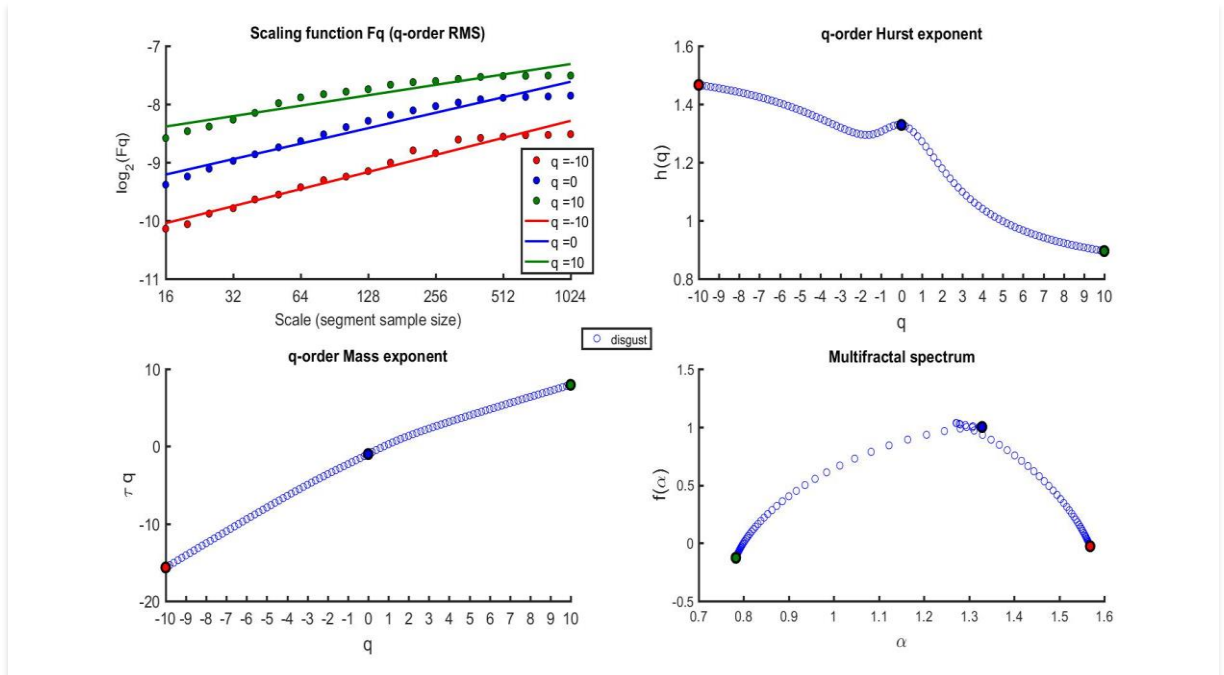 Scaling function Fq (q-order RMS)
-7
-8
-9
-10
-11
log2(Fq)
16 32 64 128 256 512 1024
Scale (segment sample size)
q =-10
q =0
q =10
q =-10
q =0
q =10
q-order Hurst exponent
1.6
1.4
1.2
1
0.8
h(q)
-10 -9 -8 -7 -6 -5 -4 -3 -2 -1 0 1 2 3 4 5 6 7 8 9 10
q
disgust
q-order Mass exponent
10
0
-10
-20
τ q
-10 -9 -8 -7 -6 -5 -4 -3 -2 -1 0 1 2 3 4 5 6 7 8 9 10
q
Multifractal spectrum
1.5
1
0.5
0
-0.5
f(α)
0.7 0.8 0.9 1 1.1 1.2 1.3 1.4 1.5 1.6
α